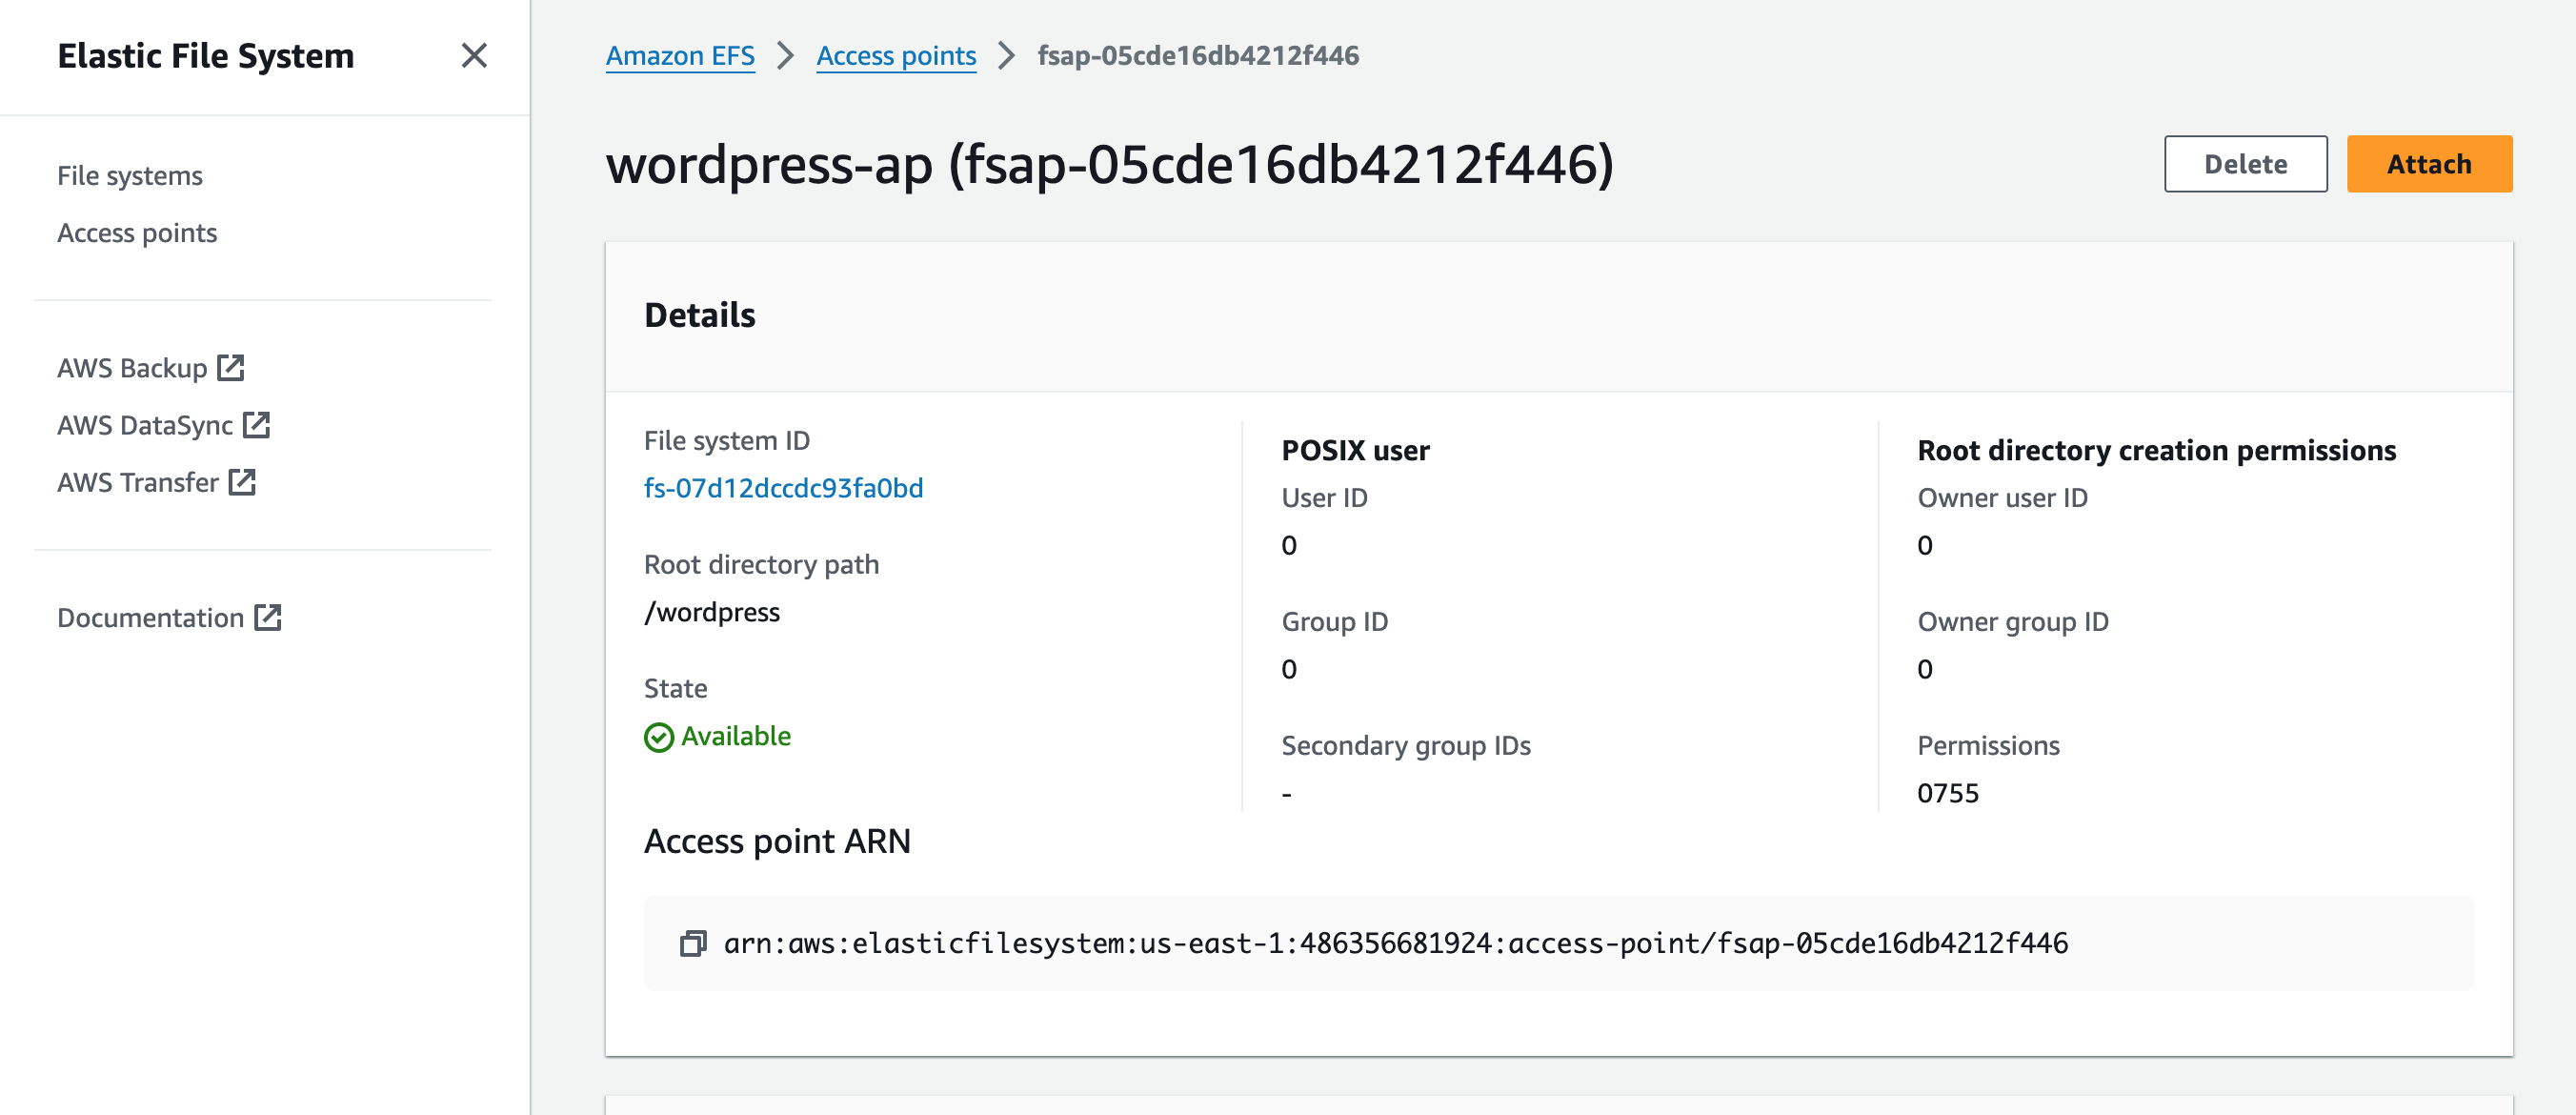 Elastic File System
File systems
Access points
AWS Backup
AWS DataSync
AWS Transfer
Documentation
Amazon EFS > Access points > fsap-05cde16db4212f446
wordpress-ap (fsap-05cde16db4212f446)
Delete
Attach
Details
File system ID
fs-07d12dccdc93fa0bd
Root directory path
/wordpress
State
Available
POSIX user
User ID
0
Group ID
0
Secondary group IDs
-
Root directory creation permissions
Owner user ID
0
Owner group ID
0
Permissions
0755
Access point ARN
arn:aws:elasticfilesystem:us-east-1:486356681924:access-point/fsap-05cde16db4212f446